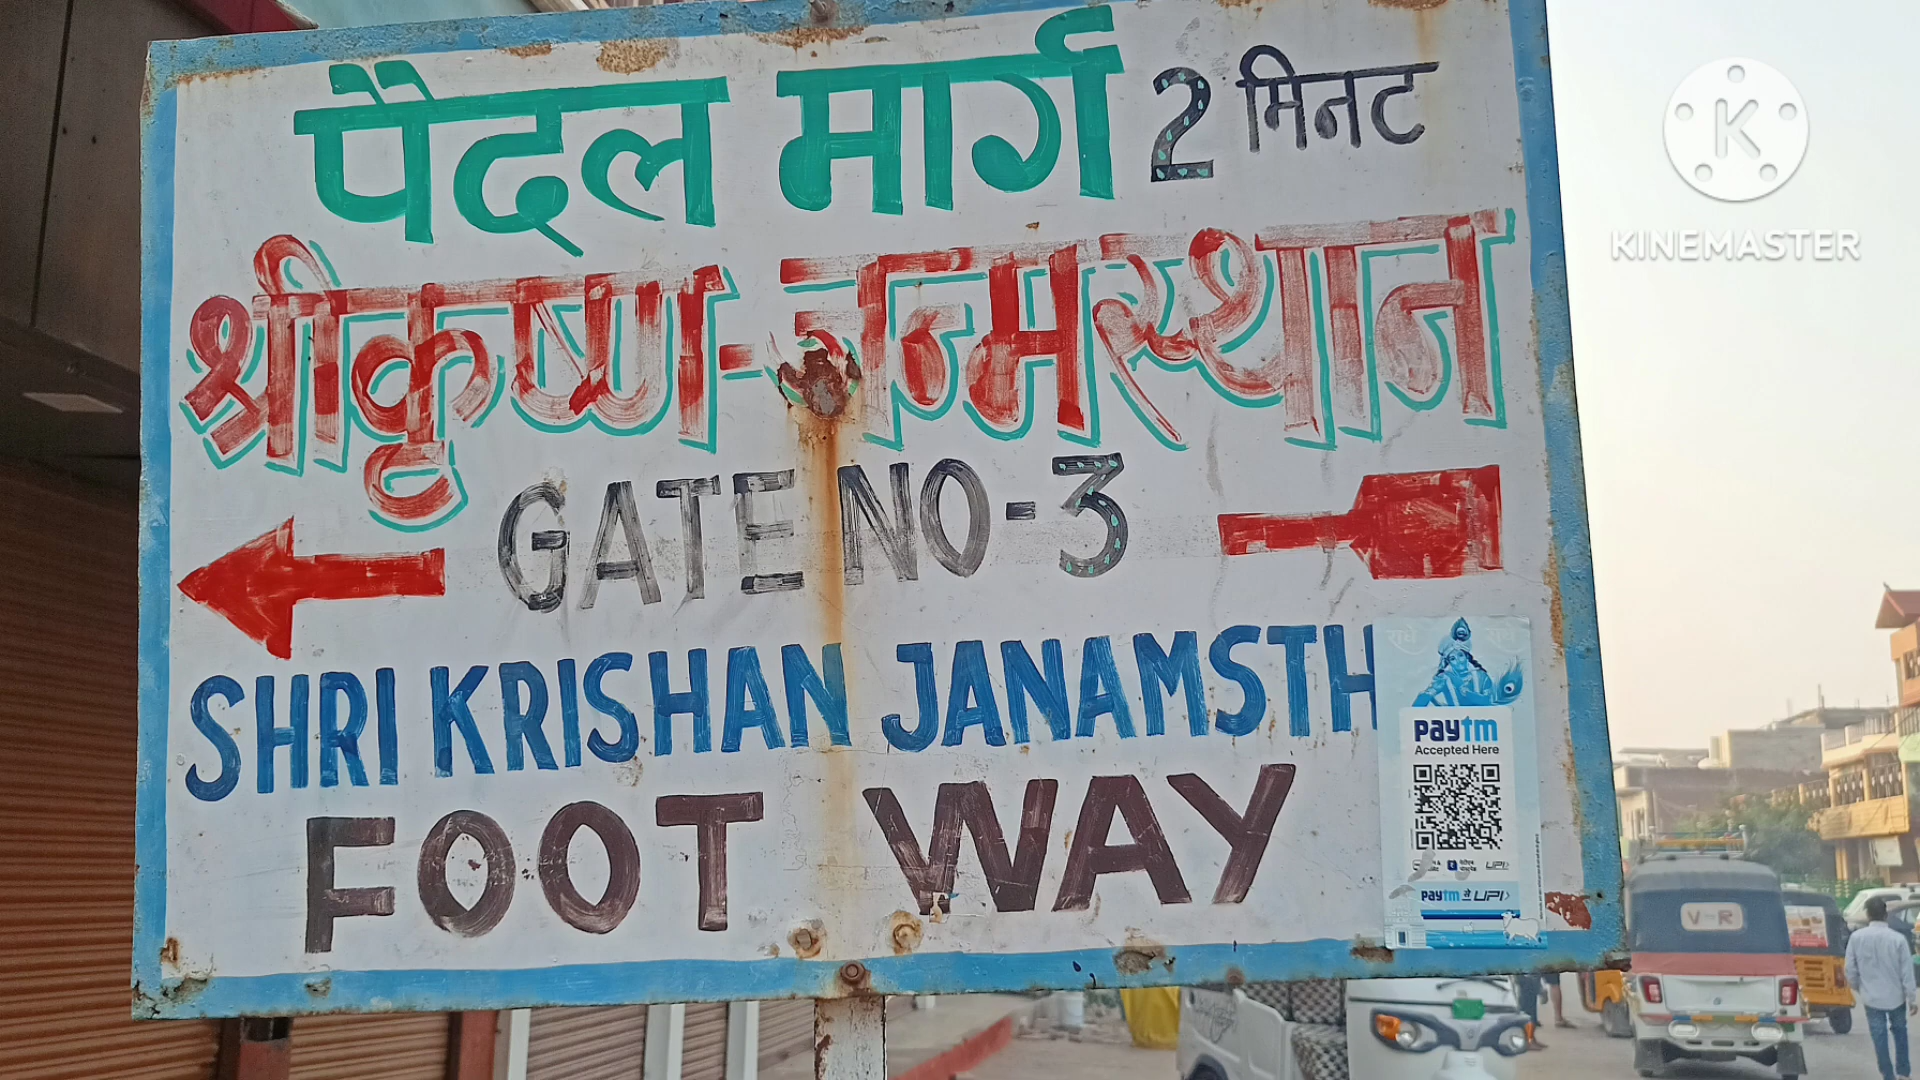 पैदल मार्ग 2 मिनट
श्रीकृष्ण-जन्मस्थान
GATE NO-3
SHRI KRISHAN JANAMSTH
FOOT WAY
paytm
Accepted Here
paytm से UPI
V-R
KINEMASTER